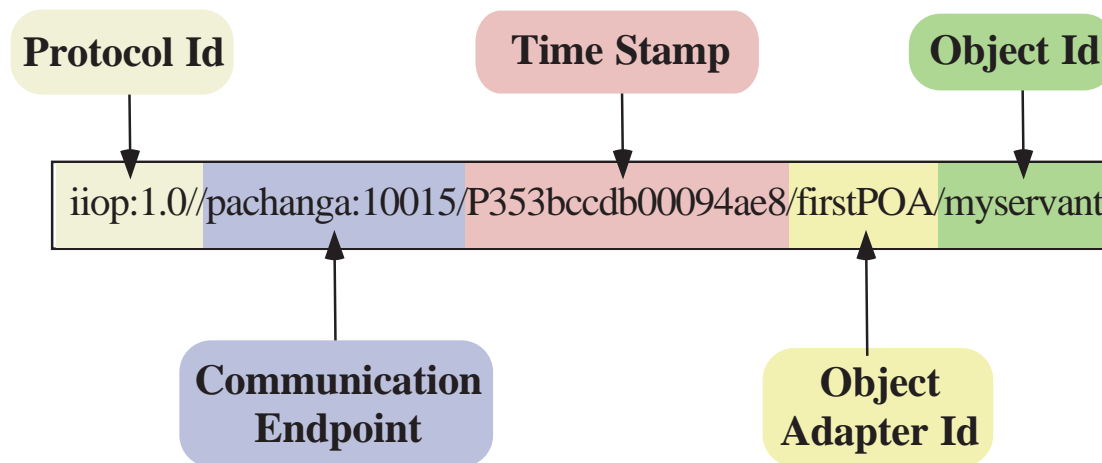 Protocol Id
Time Stamp
Object Id
iiop:1.0//pachanga:10015/P353bccdb00094ae8/firstPOA/myservant
Communication
Endpoint
Object
Adapter Id